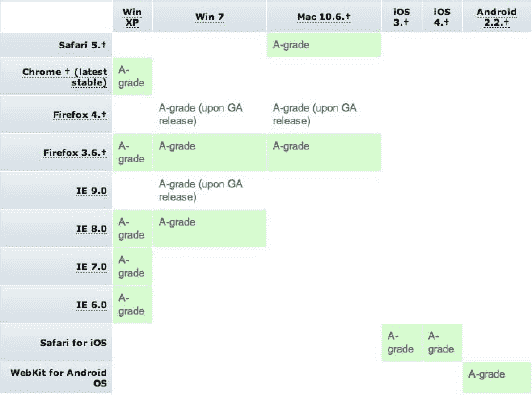 Win XP Win 7 Mac 10.6.† iOS 3.† iOS 4.† Android 2.2.†
Safari 5.† A-grade
Chrome † (latest stable) A-grade
Firefox 4.† A-grade (upon GA release) A-grade (upon GA release)
Firefox 3.6.† A-grade A-grade A-grade
IE 9.0 A-grade (upon GA release)
IE 8.0 A-grade A-grade
IE 7.0 A-grade
IE 6.0 A-grade
Safari for iOS A-grade A-grade
WebKit for Android OS A-grade